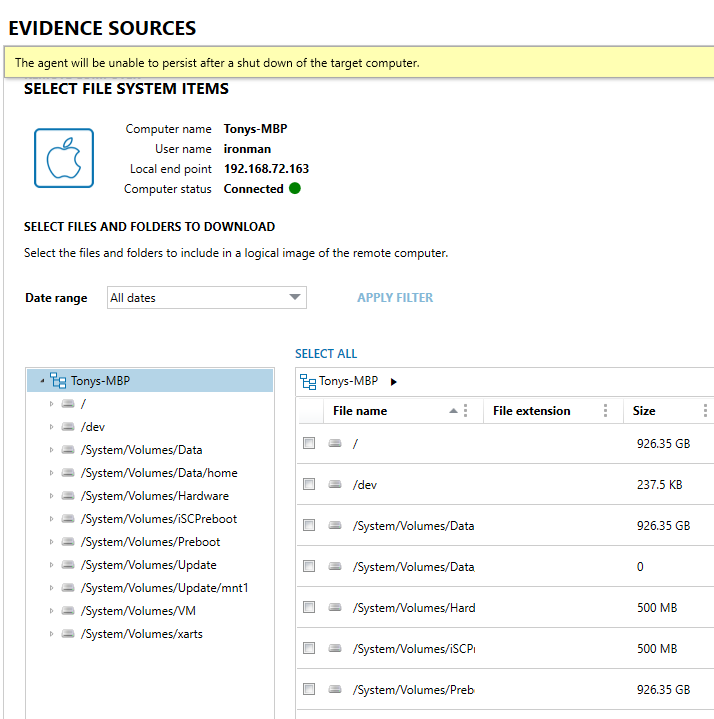 EVIDENCE SOURCES
The agent will be unable to persist after a shut down of the target computer.
SELECT FILE SYSTEM ITEMS
Computer name Tonys-MBP
User name ironman
Local end point 192.168.72.163
Computer status Connected
SELECT FILES AND FOLDERS TO DOWNLOAD
Select the files and folders to include in a logical image of the remote computer.
Date range All dates APPLY FILTER
SELECT ALL
Tonys-MBP
/
/dev
/System/Volumes/Data
/System/Volumes/Data/home
/System/Volumes/Hardware
/System/Volumes/iSCPreboot
/System/Volumes/Preboot
/System/Volumes/Update
/System/Volumes/Update/mnt1
/System/Volumes/VM
/System/Volumes/xarts
Tonys-MBP
File name File extension Size
/ 926.35 GB
/dev 237.5 KB
/System/Volumes/Data 926.35 GB
/System/Volumes/Data, 0
/System/Volumes/Hard 500 MB
/System/Volumes/iSCP 500 MB
/System/Volumes/Preb 926.35 GB